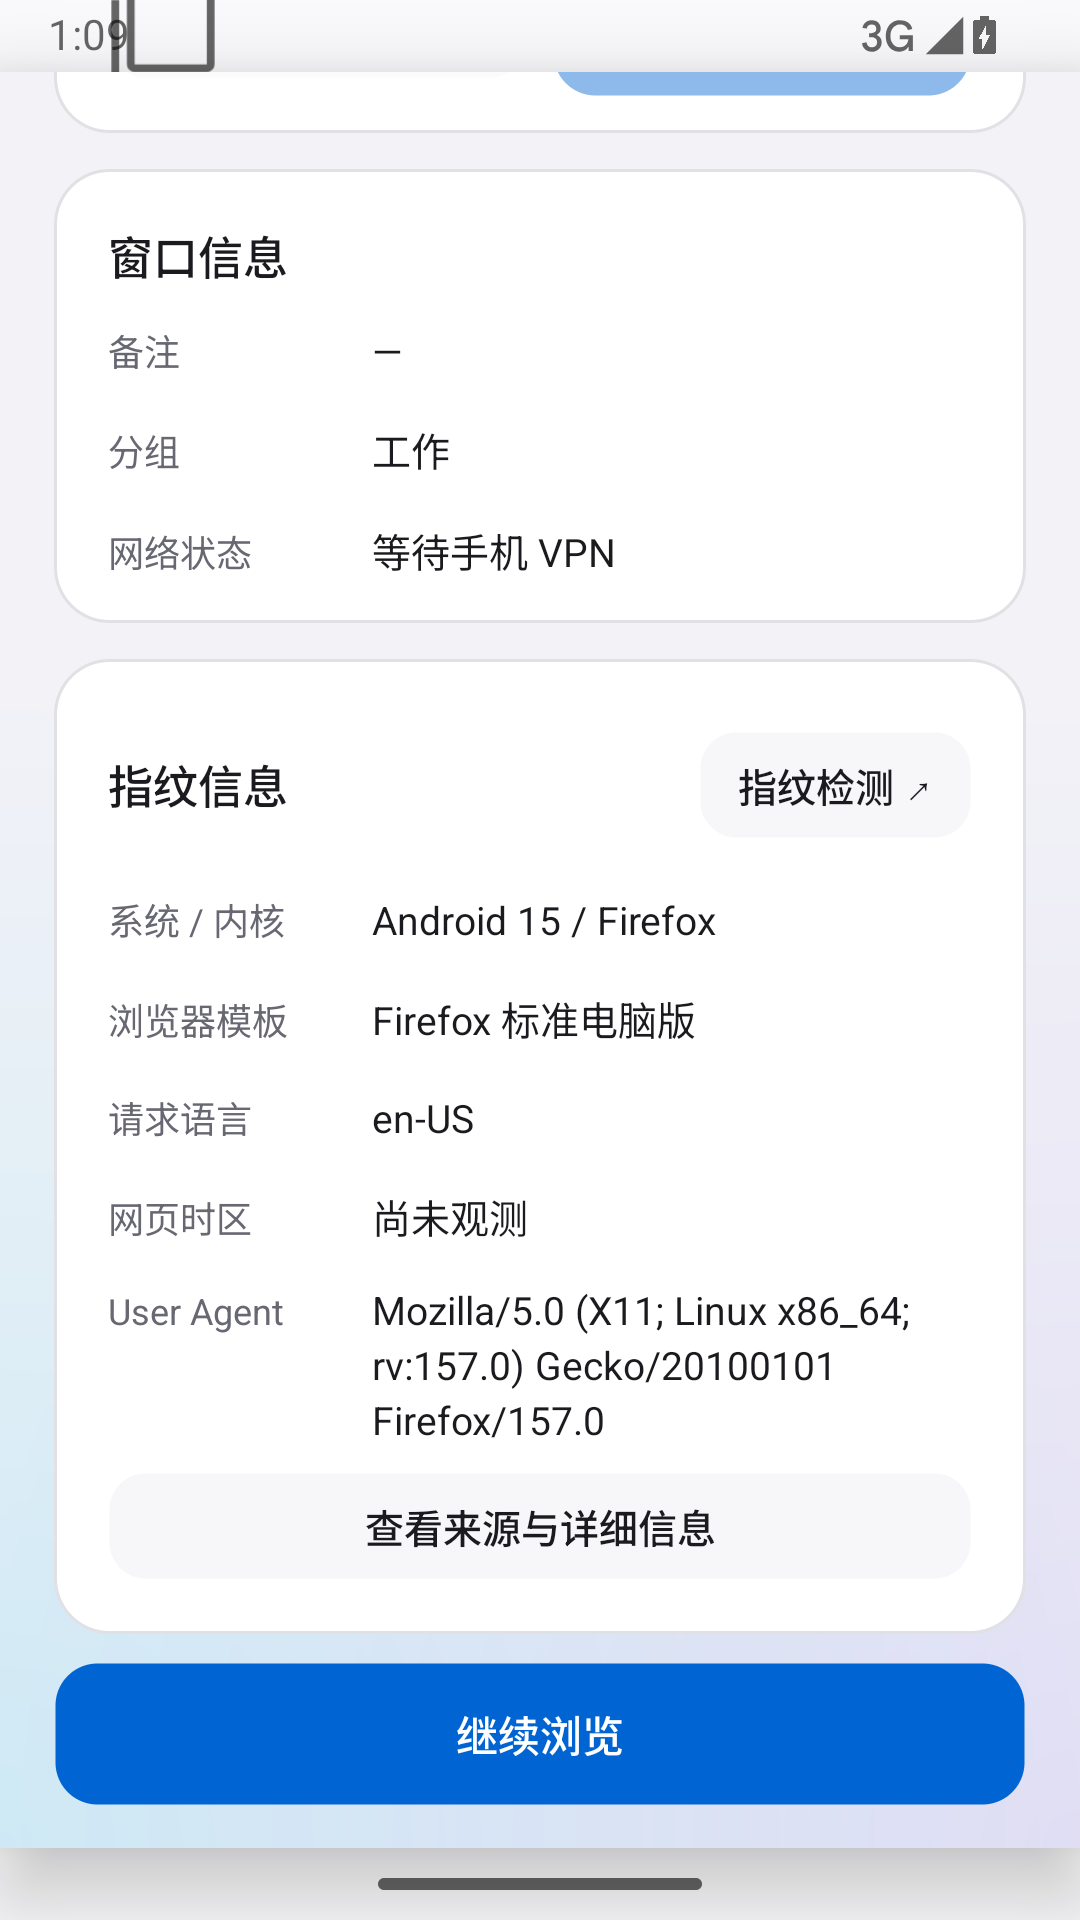 1:09
3G
窗口信息
备注 —
分组 工作
网络状态 等待手机 VPN
指纹信息 指纹检测 ↗
系统 / 内核 Android 15 / Firefox
浏览器模板 Firefox 标准电脑版
请求语言 en-US
网页时区 尚未观测
User Agent Mozilla/5.0 (X11; Linux x86_64;
rv:157.0) Gecko/20100101
Firefox/157.0
查看来源与详细信息
继续浏览